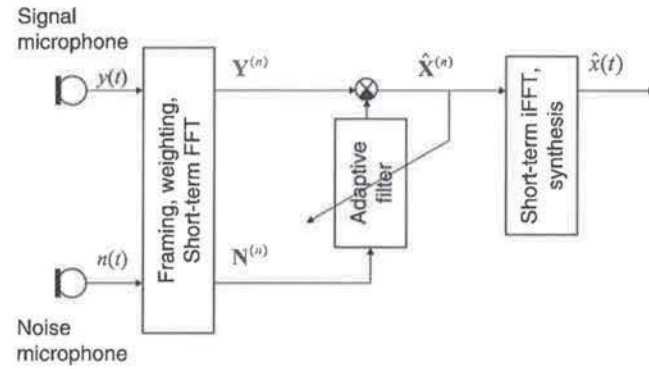 Signal
microphone
y(t)
Y(n)
X̂(n)
x̂(t)
Framing, weighting,
Short-term FFT
Adaptive
filter
Short-term iFFT,
synthesis
n(t)
N(n)
Noise
microphone